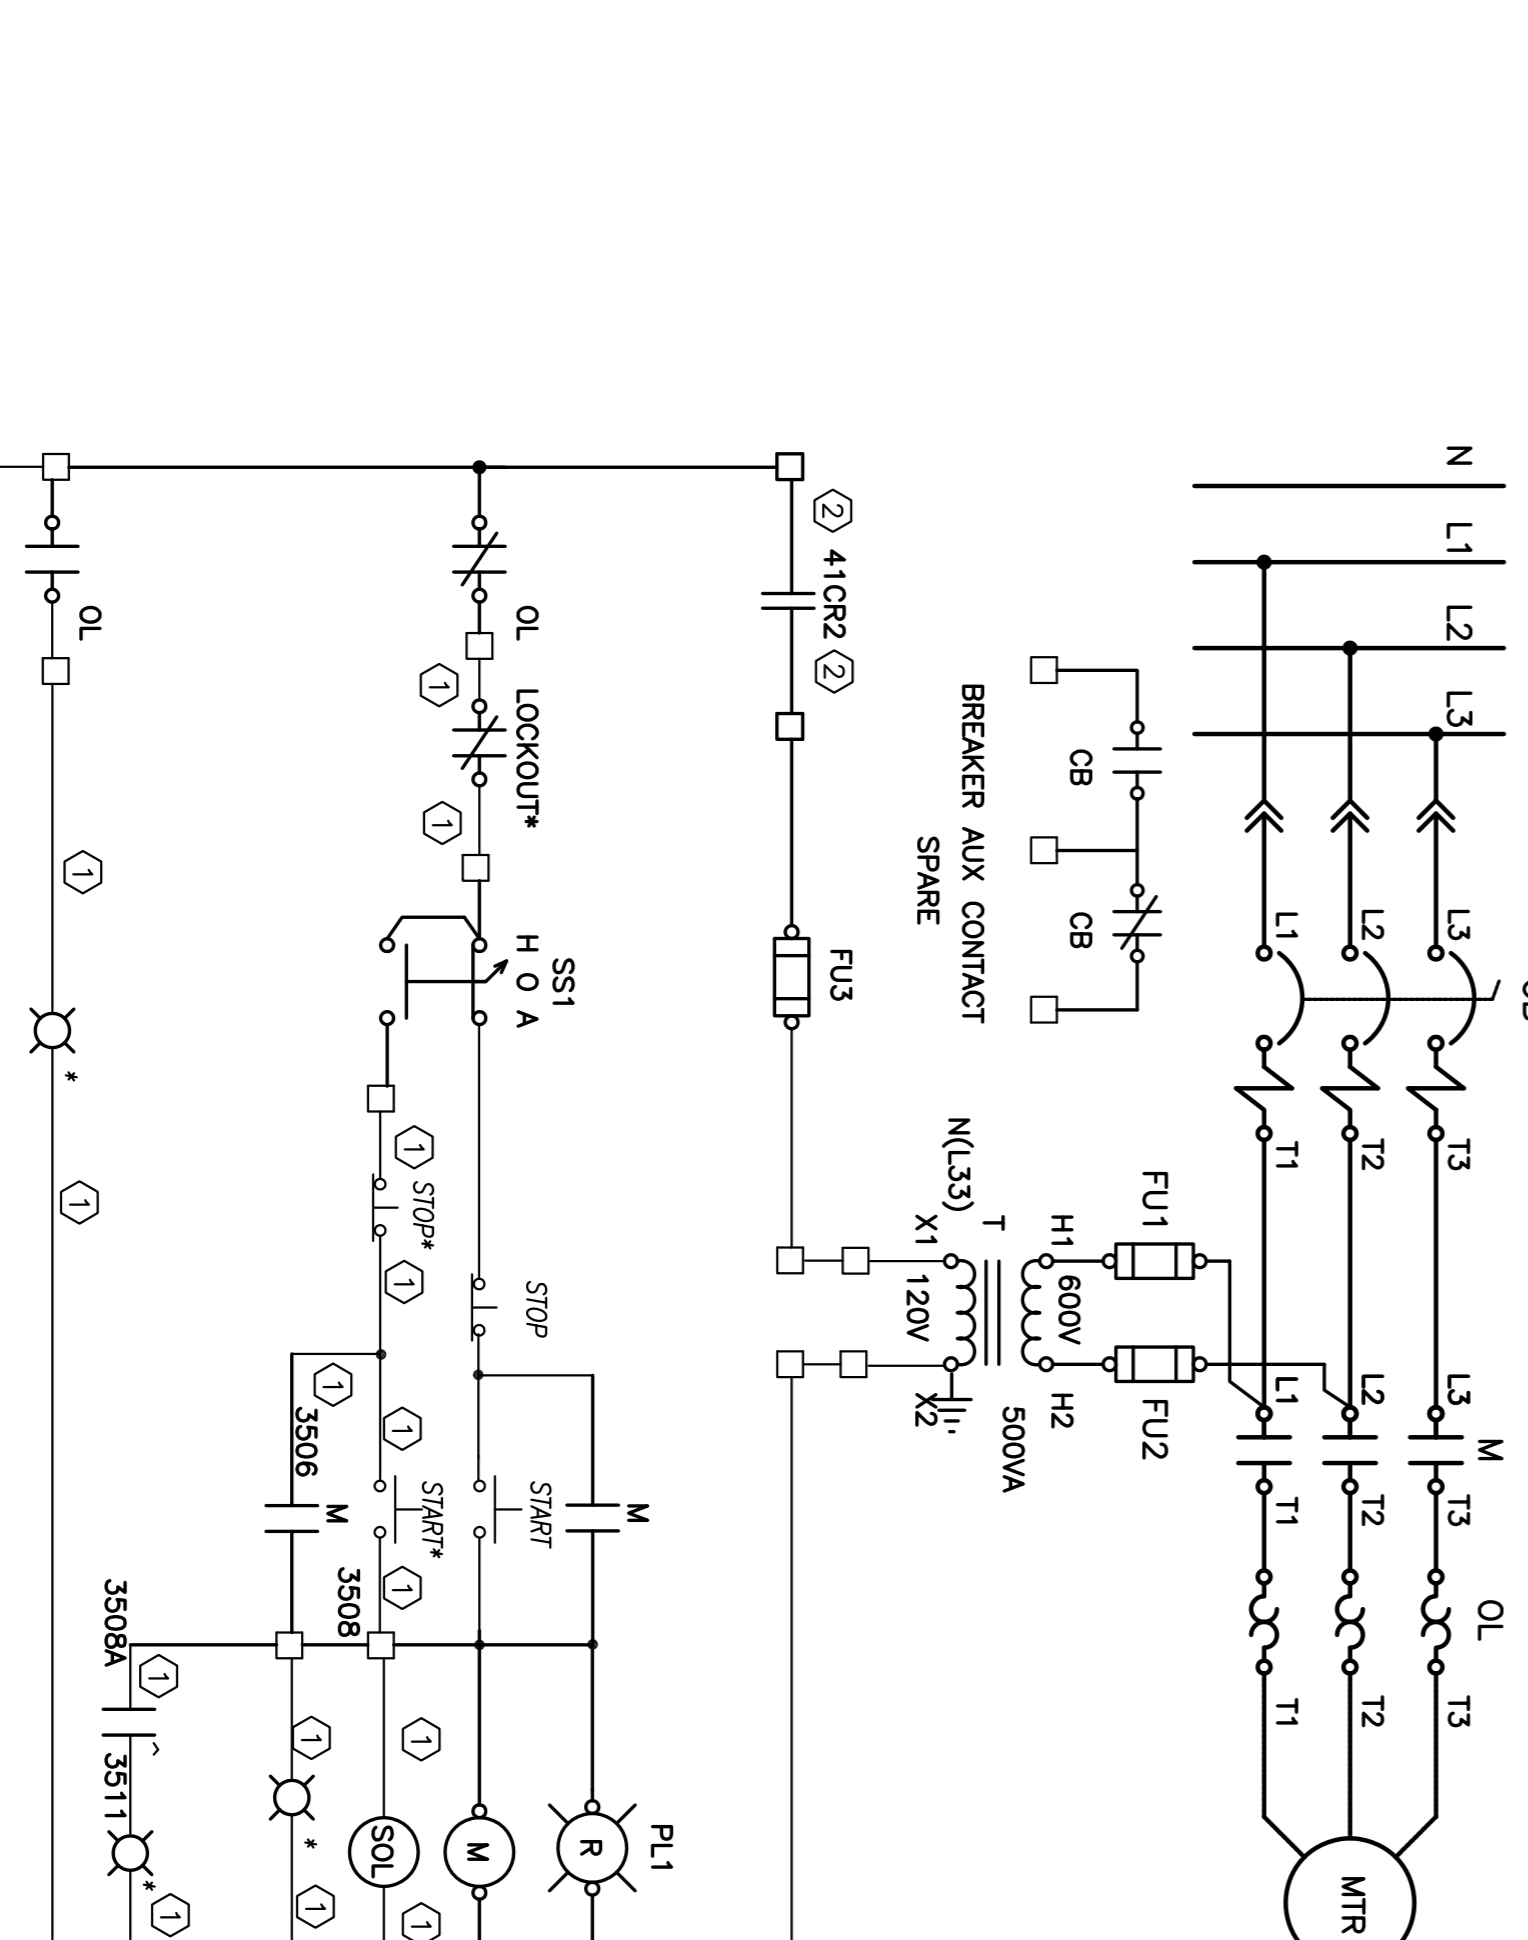 N
L1
L2
L3
L1
L2
L3
T1
T2
T3
L1
L2
L3
M
T1
T2
T3
OL
T1
T2
T3
MTR
CB
CB
BREAKER AUX CONTACT
SPARE
FU1
FU2
H1
600V
H2
T
500VA
N(L33)
X1
120V
X2
2
41CR2
2
FU3
OL
LOCKOUT*
1
1
SS1
H O A
STOP
START
M
PL1
R
M
1
STOP*
1
1
START*
1
3508
1
SOL
1
1
3506
M
1
*
1
OL
1
*
1
3508A
1
3511
*
1